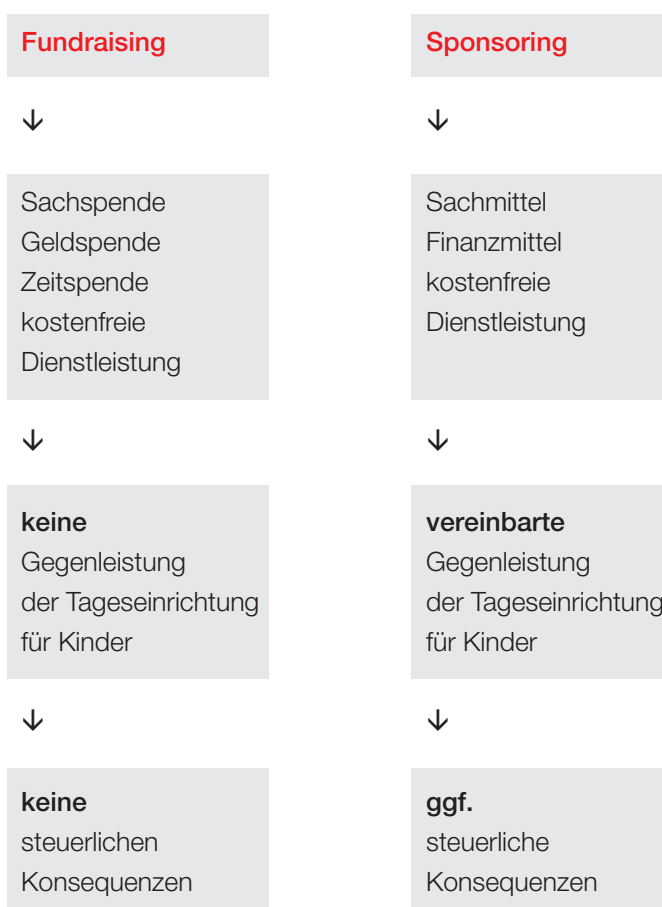 Fundraising
↓
Sachspende
Geldspende
Zeitspende
kostenfreie
Dienstleistung
↓
keine
Gegenleistung
der Tageseinrichtung
für Kinder
↓
keine
steuerlichen
Konsequenzen
Sponsoring
↓
Sachmittel
Finanzmittel
kostenfreie
Dienstleistung
↓
vereinbarte
Gegenleistung
der Tageseinrichtung
für Kinder
↓
ggf.
steuerliche
Konsequenzen